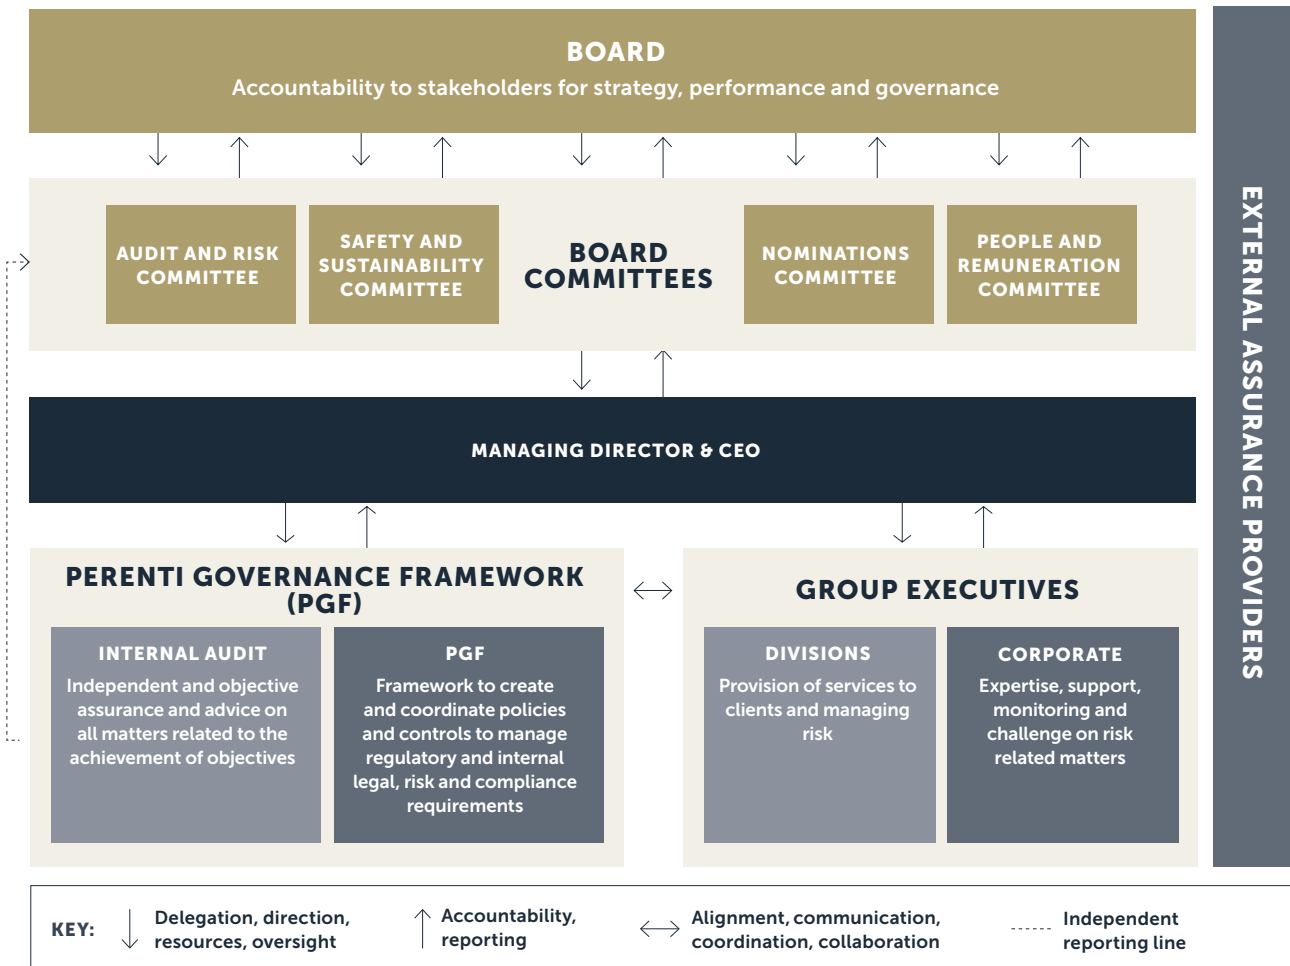 BOARD
Accountability to stakeholders for strategy, performance and governance
AUDIT AND RISK
COMMITTEE
SAFETY AND
SUSTAINABILITY
COMMITTEE
BOARD
COMMITTEES
NOMINATIONS
COMMITTEE
PEOPLE AND
REMUNERATION
COMMITTEE
MANAGING DIRECTOR & CEO
PERENTI GOVERNANCE FRAMEWORK
(PGF)
INTERNAL AUDIT
Independent and objective
assurance and advice on
all matters related to the
achievement of objectives
PGF
Framework to create
and coordinate policies
and controls to manage
regulatory and internal
legal, risk and compliance
requirements
GROUP EXECUTIVES
DIVISIONS
Provision of services to
clients and managing
risk
CORPORATE
Expertise, support,
monitoring and
challenge on risk
related matters
EXTERNAL ASSURANCE PROVIDERS
KEY:
Delegation, direction,
resources, oversight
Accountability,
reporting
Alignment, communication,
coordination, collaboration
Independent
reporting line